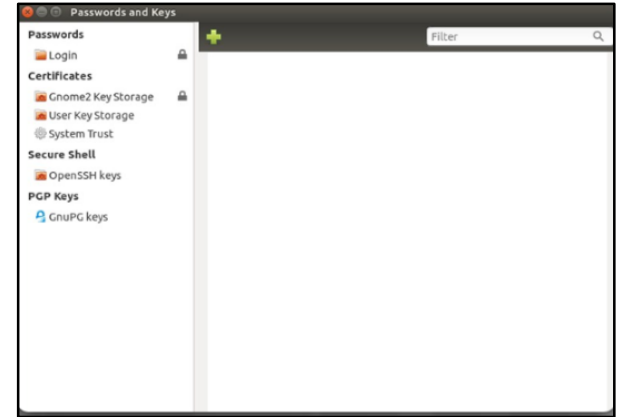 Passwords and Keys
Filter
Passwords
Login
Certificates
Gnome2 Key Storage
User Key Storage
System Trust
Secure Shell
OpenSSH keys
PGP Keys
GnuPG keys